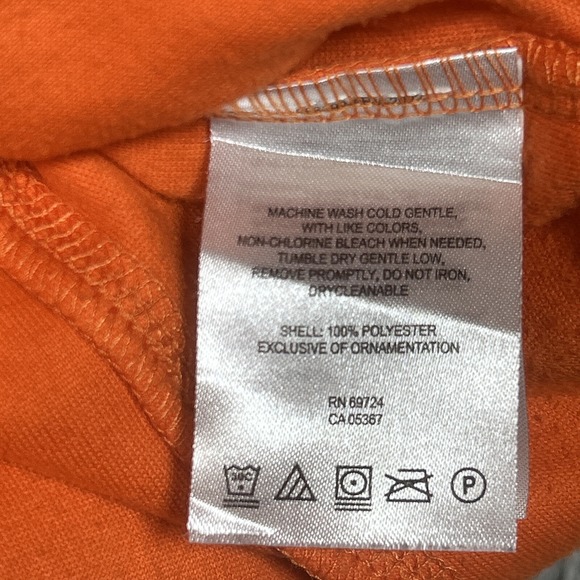 MACHINE WASH COLD GENTLE,
WITH LIKE COLORS,
NON-CHLORINE BLEACH WHEN NEEDED,
TUMBLE DRY GENTLE LOW,
REMOVE PROMPTLY, DO NOT IRON,
DRYCLEANABLE
SHELL: 100% POLYESTER
EXCLUSIVE OF ORNAMENTATION
RN 69724
CA 05367
30C
P